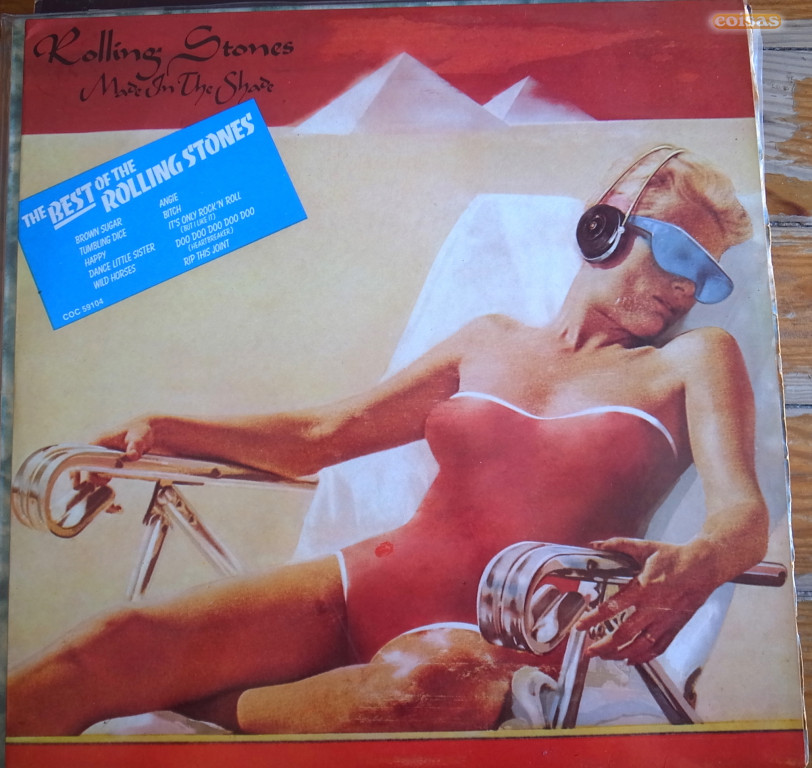 eoisas
Rolling Stones
Made In The Shade
THE BEST OF THE
ROLLING STONES
BROWN SUGAR
TUMBLING DICE
HAPPY
DANCE LITTLE SISTER
WILD HORSES
ANGIE
BITCH
IT'S ONLY ROCK'N ROLL
(BUT I LIKE IT)
DOO DOO DOO DOO DOO
(HEARTBREAKER)
RIP THIS JOINT
COC 59104